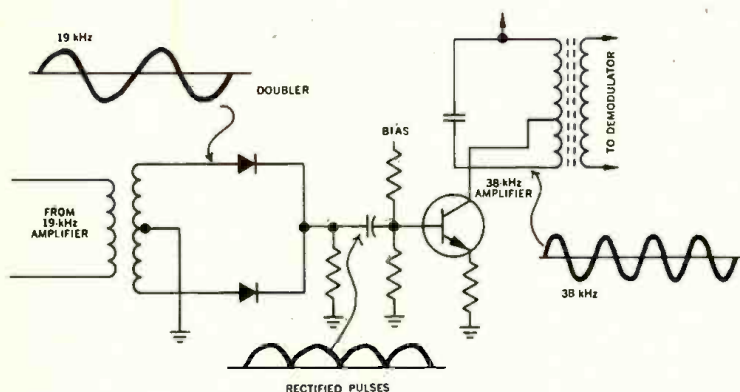 19 kHz
DOUBLER
FROM
19-kHz
AMPLIFIER
BIAS
38-kHz
AMPLIFIER
TO DEMODULATOR
38 kHz
RECTIFIED PULSES